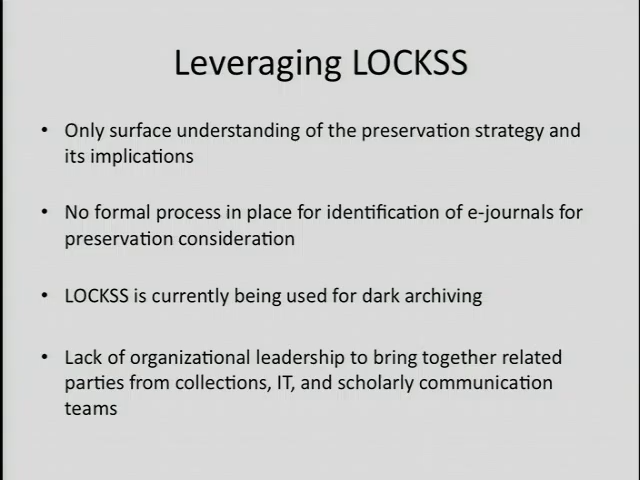 Leveraging LOCKSS
• Only surface understanding of the preservation strategy and
its implications
• No formal process in place for identification of e-journals for
preservation consideration
• LOCKSS is currently being used for dark archiving
• Lack of organizational leadership to bring together related
parties from collections, IT, and scholarly communication
teams